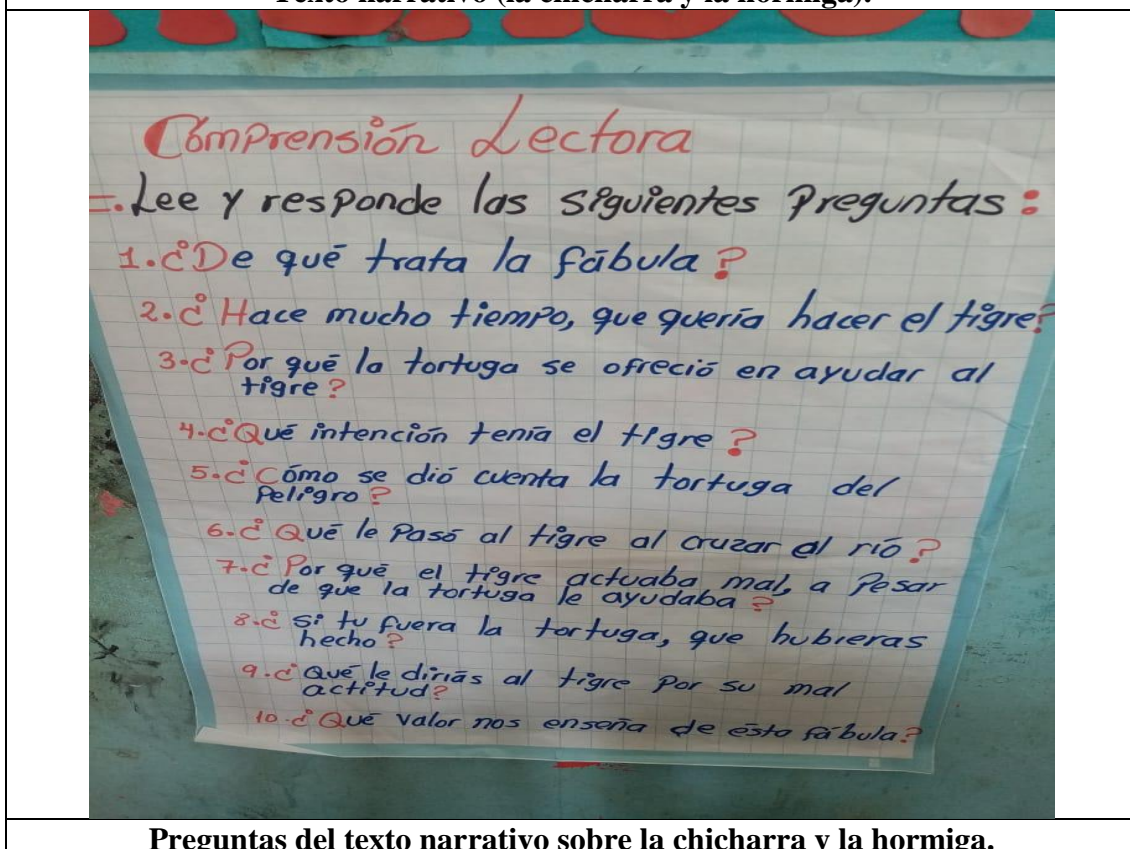 Texto narrativo (la chicharra y la hormiga).
Comprensión Lectora
=. Lee y responde las siguientes Preguntas:
1.¿De qué trata la fábula?
2.¿Hace mucho tiempo, que quería hacer el tigre?
3.¿Por qué la tortuga se ofreció en ayudar al
tigre?
4.¿Qué intención tenía el tigre?
5.¿Cómo se dió cuenta la tortuga del
Peligro?
6.¿Qué le Pasó al tigre al cruzar el río?
7.¿Por qué el tigre actuaba mal, a Pesar
de que la tortuga le ayudaba?
8.¿Si tu fuera la tortuga, que hubieras
hecho?
9.¿Qué le dirías al tigre Por su mal
actitud?
10.¿Qué valor nos enseña de ésta fábula?
Preguntas del texto narrativo sobre la chicharra y la hormiga.